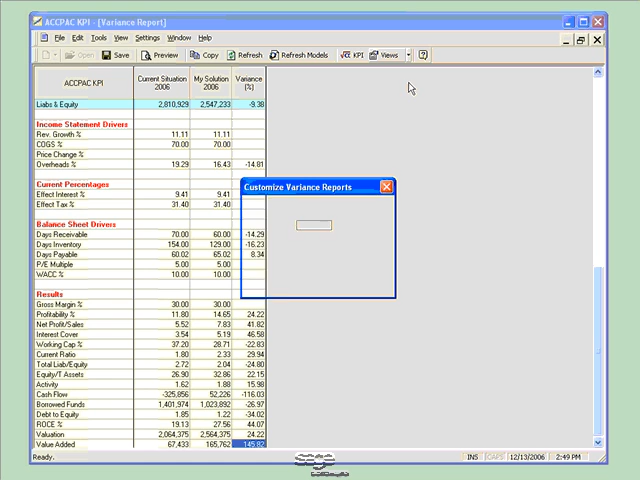 ACCPAC KPI - [Variance Report]
File Edit Tools View Settings Window Help
Open Save Preview Copy Refresh Refresh Models KPI Views
ACCPAC KPI Current Situation 2006 My Solution 2006 Variance (%)
Liabs & Equity 2,810,929 2,547,233 -9.38
Income Statement Drivers
Rev. Growth % 11.11 11.11
COGS % 70.00 70.00
Price Change %
Overheads % 19.29 16.43 -14.81
Current Percentages
Effect Interest % 9.41 9.41
Effect Tax % 31.40 31.40
Customize Variance Reports
Balance Sheet Drivers
Days Receivable 70.00 60.00 -14.29
Days Inventory 154.00 129.00 -16.23
Days Payable 60.02 65.02 8.34
P/E Multiple 5.00 5.00
WACC % 10.00 10.00
Results
Gross Margin % 30.00 30.00
Profitability % 11.80 14.65 24.22
Net Profit/Sales 5.52 7.83 41.82
Interest Cover 3.54 5.19 46.58
Working Cap % 37.20 28.71 -22.83
Current Ratio 1.80 2.33 29.94
Total Liab/Equity 2.72 2.04 -24.80
Equity/T Assets 26.90 32.86 22.15
Activity 1.62 1.88 15.98
Cash Flow -325,856 52,226 -116.03
Borrowed Funds 1,401,974 1,023,892 -26.97
Debt to Equity 1.85 1.22 -34.02
ROCE % 19.13 27.56 44.07
Valuation 2,064,375 2,564,375 24.22
Value Added 67,433 165,762 145.82
Ready. INS CAPS 12/13/2006 2:49 PM